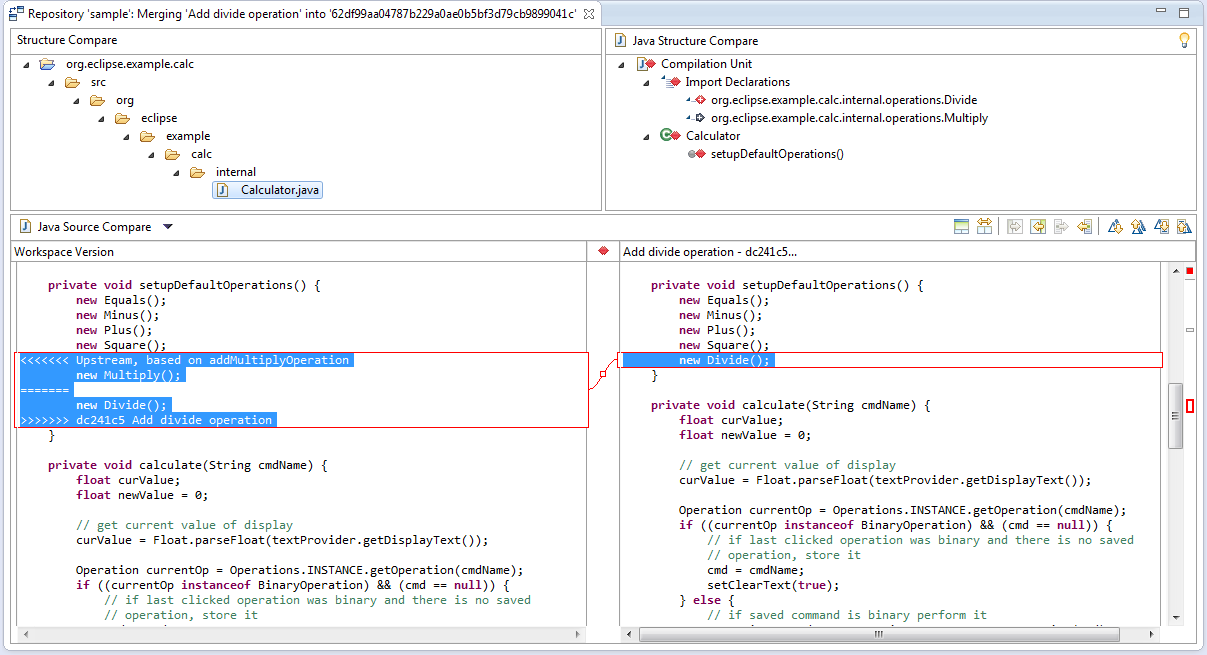 Repository 'sample': Merging 'Add divide operation' into '62df99aa04787b229a0ae0b5bf3d79cb9899041c'
Structure Compare
org.eclipse.example.calc
src
org
eclipse
example
calc
internal
Calculator.java
Java Structure Compare
Compilation Unit
Import Declarations
org.eclipse.example.calc.internal.operations.Divide
org.eclipse.example.calc.internal.operations.Multiply
Calculator
setupDefaultOperations()
Java Source Compare
Workspace Version
private void setupDefaultOperations() {
new Equals();
new Minus();
new Plus();
new Square();
<<<<<<< Upstream, based on addMultiplyOperation
new Multiply();
=======
new Divide();
>>>>>>> dc241c5 Add divide operation
}
private void calculate(String cmdName) {
float curValue;
float newValue = 0;
// get current value of display
curValue = Float.parseFloat(textProvider.getDisplayText());
Operation currentOp = Operations.INSTANCE.getOperation(cmdName);
if ((currentOp instanceof BinaryOperation) && (cmd == null)) {
// if last clicked operation was binary and there is no saved
// operation, store it
Add divide operation - dc241c5...
private void setupDefaultOperations() {
new Equals();
new Minus();
new Plus();
new Square();
new Divide();
}
private void calculate(String cmdName) {
float curValue;
float newValue = 0;
// get current value of display
curValue = Float.parseFloat(textProvider.getDisplayText());
Operation currentOp = Operations.INSTANCE.getOperation(cmdName);
if ((currentOp instanceof BinaryOperation) && (cmd == null)) {
// if last clicked operation was binary and there is no saved
// operation, store it
cmd = cmdName;
setClearText(true);
} else {
// if saved command is binary perform it